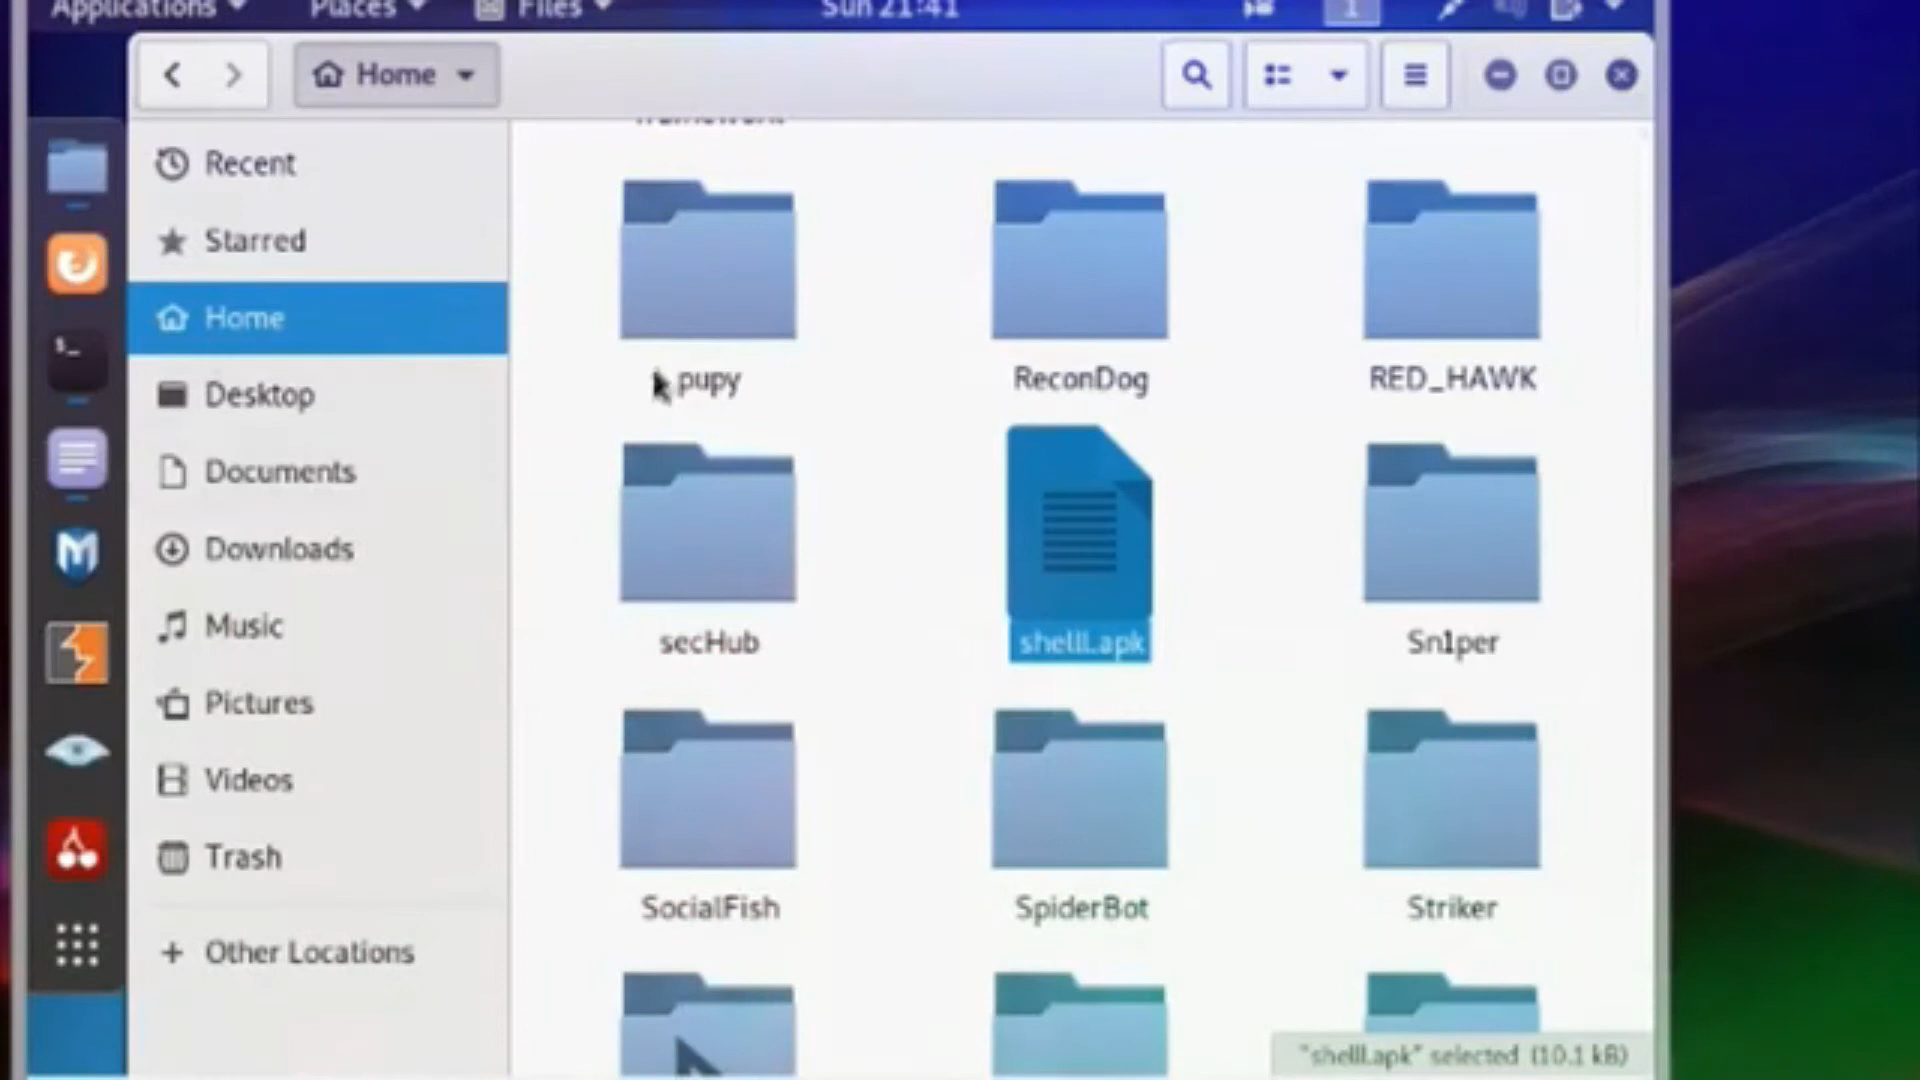 Applications
Places
Files
Sun 21:41
1
Home
Recent
Starred
Home
Desktop
Documents
Downloads
Music
Pictures
Videos
Trash
+ Other Locations
pupy
ReconDog
RED_HAWK
secHub
shelll.apk
Sn1per
SocialFish
SpiderBot
Striker
"shelll.apk" selected (10.1 kB)